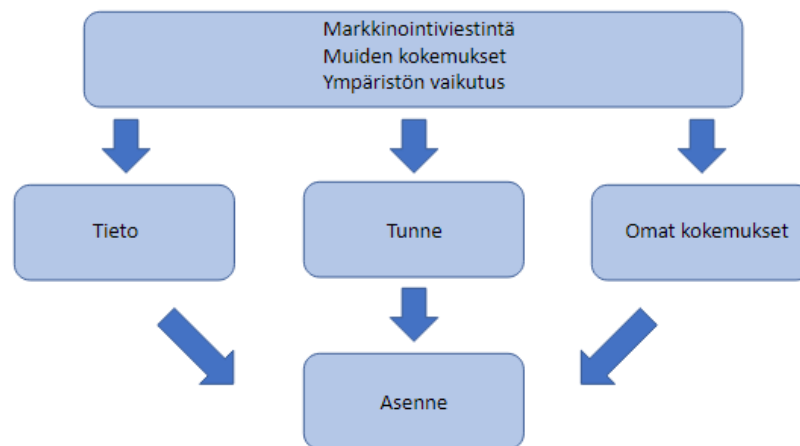 Markkinointiviestintä
Muiden kokemukset
Ympäristön vaikutus
Tieto
Tunne
Omat kokemukset
Asenne